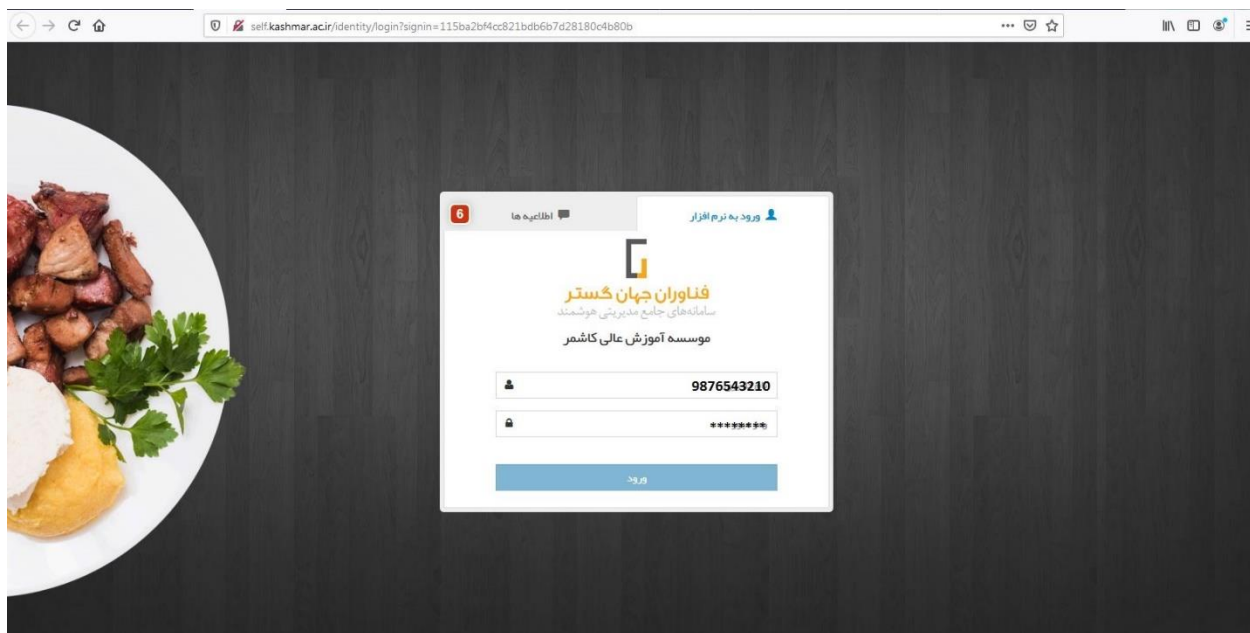 self.kashmar.ac.ir/identity/login?signin=115ba2bf4cc821bdb6b7d28180c4b80b
ورود به نرم افزار
اطلاعیه ها
6
فناوران جهان گستر
سامانه‌های جامع مدیریتی هوشمند
موسسه آموزش عالی کاشمر
9876543210
********
ورود